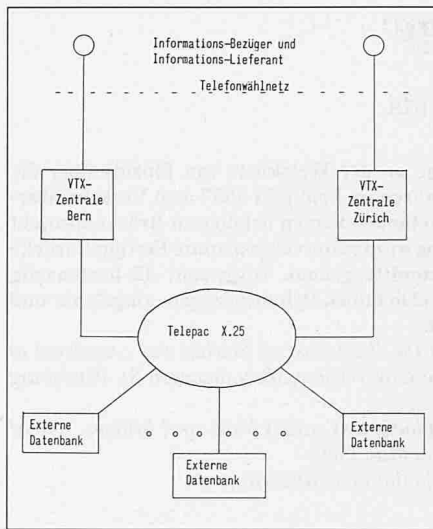 Informations-Bezüger und
Informations-Lieferant
Telefonwählnetz
VTX-
Zentrale
Bern
VTX-
Zentrale
Zürich
Telepac X.25
Externe
Datenbank
Externe
Datenbank
Externe
Datenbank